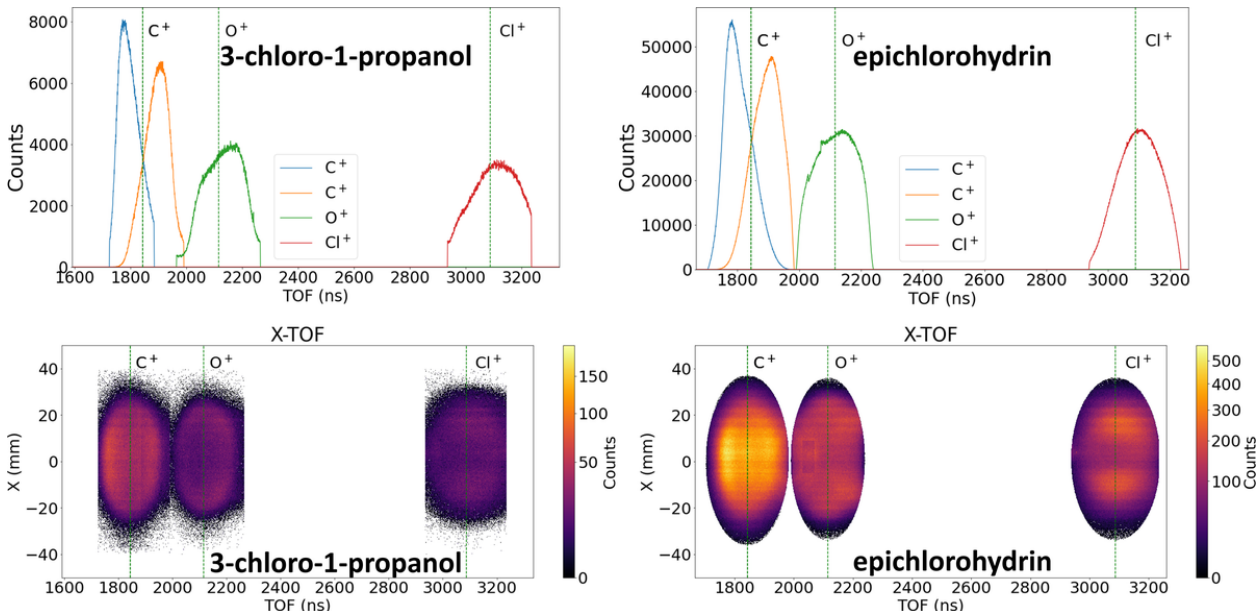 8000
6000
4000
2000
0
Counts
C+
O+
Cl+
3-chloro-1-propanol
C+
C+
O+
Cl+
1600 1800 2000 2200 2400 2600 2800 3000 3200
TOF (ns)
50000
40000
30000
20000
10000
0
Counts
C+
O+
Cl+
epichlorohydrin
C+
C+
O+
Cl+
1800 2000 2200 2400 2600 2800 3000 3200
TOF (ns)
X-TOF
40
20
0
−20
−40
X (mm)
C+
O+
Cl+
3-chloro-1-propanol
1600 1800 2000 2200 2400 2600 2800 3000 3200
TOF (ns)
150
100
50
0
Counts
X-TOF
40
20
0
−20
−40
X (mm)
C+
O+
Cl+
epichlorohydrin
1800 2000 2200 2400 2600 2800 3000 3200
TOF (ns)
500
400
300
200
100
0
Counts